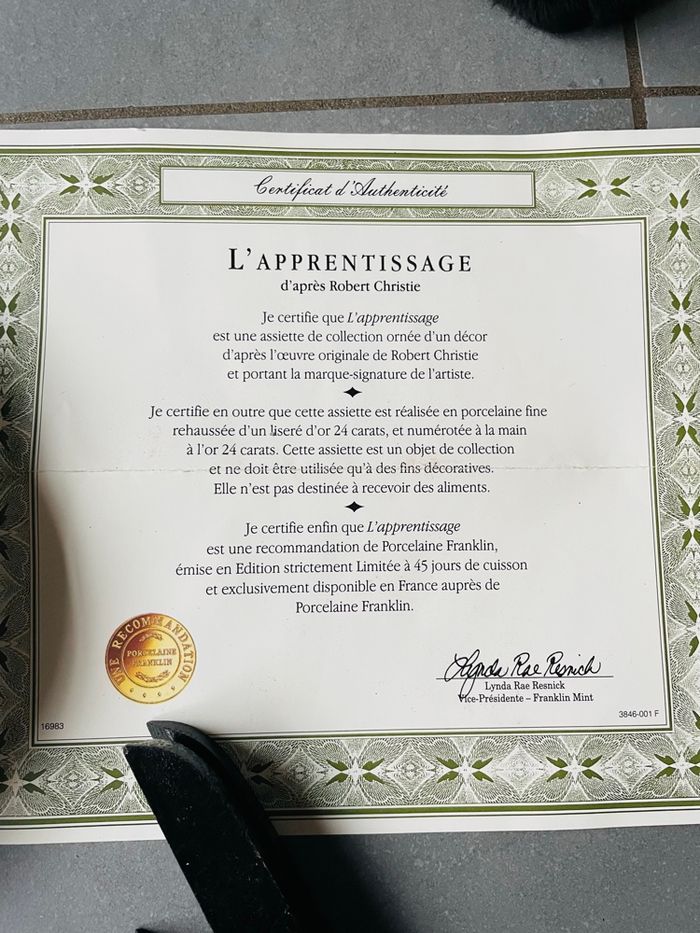 Certificat d'Authenticité
L'APPRENTISSAGE
d'après Robert Christie
Je certifie que L'apprentissage
est une assiette de collection ornée d'un décor
d'après l'œuvre originale de Robert Christie
et portant la marque-signature de l'artiste.
Je certifie en outre que cette assiette est réalisée en porcelaine fine
rehaussée d'un liseré d'or 24 carats, et numérotée à la main
à l'or 24 carats. Cette assiette est un objet de collection
et ne doit être utilisée qu'à des fins décoratives.
Elle n'est pas destinée à recevoir des aliments.
Je certifie enfin que L'apprentissage
est une recommandation de Porcelaine Franklin,
émise en Edition strictement Limitée à 45 jours de cuisson
et exclusivement disponible en France auprès de
Porcelaine Franklin.
UNE RECOMMANDATION
PORCELAINE
FRANKLIN
Lynda Rae Resnick
Lynda Rae Resnick
Vice-Présidente – Franklin Mint
16983
3846-001 F